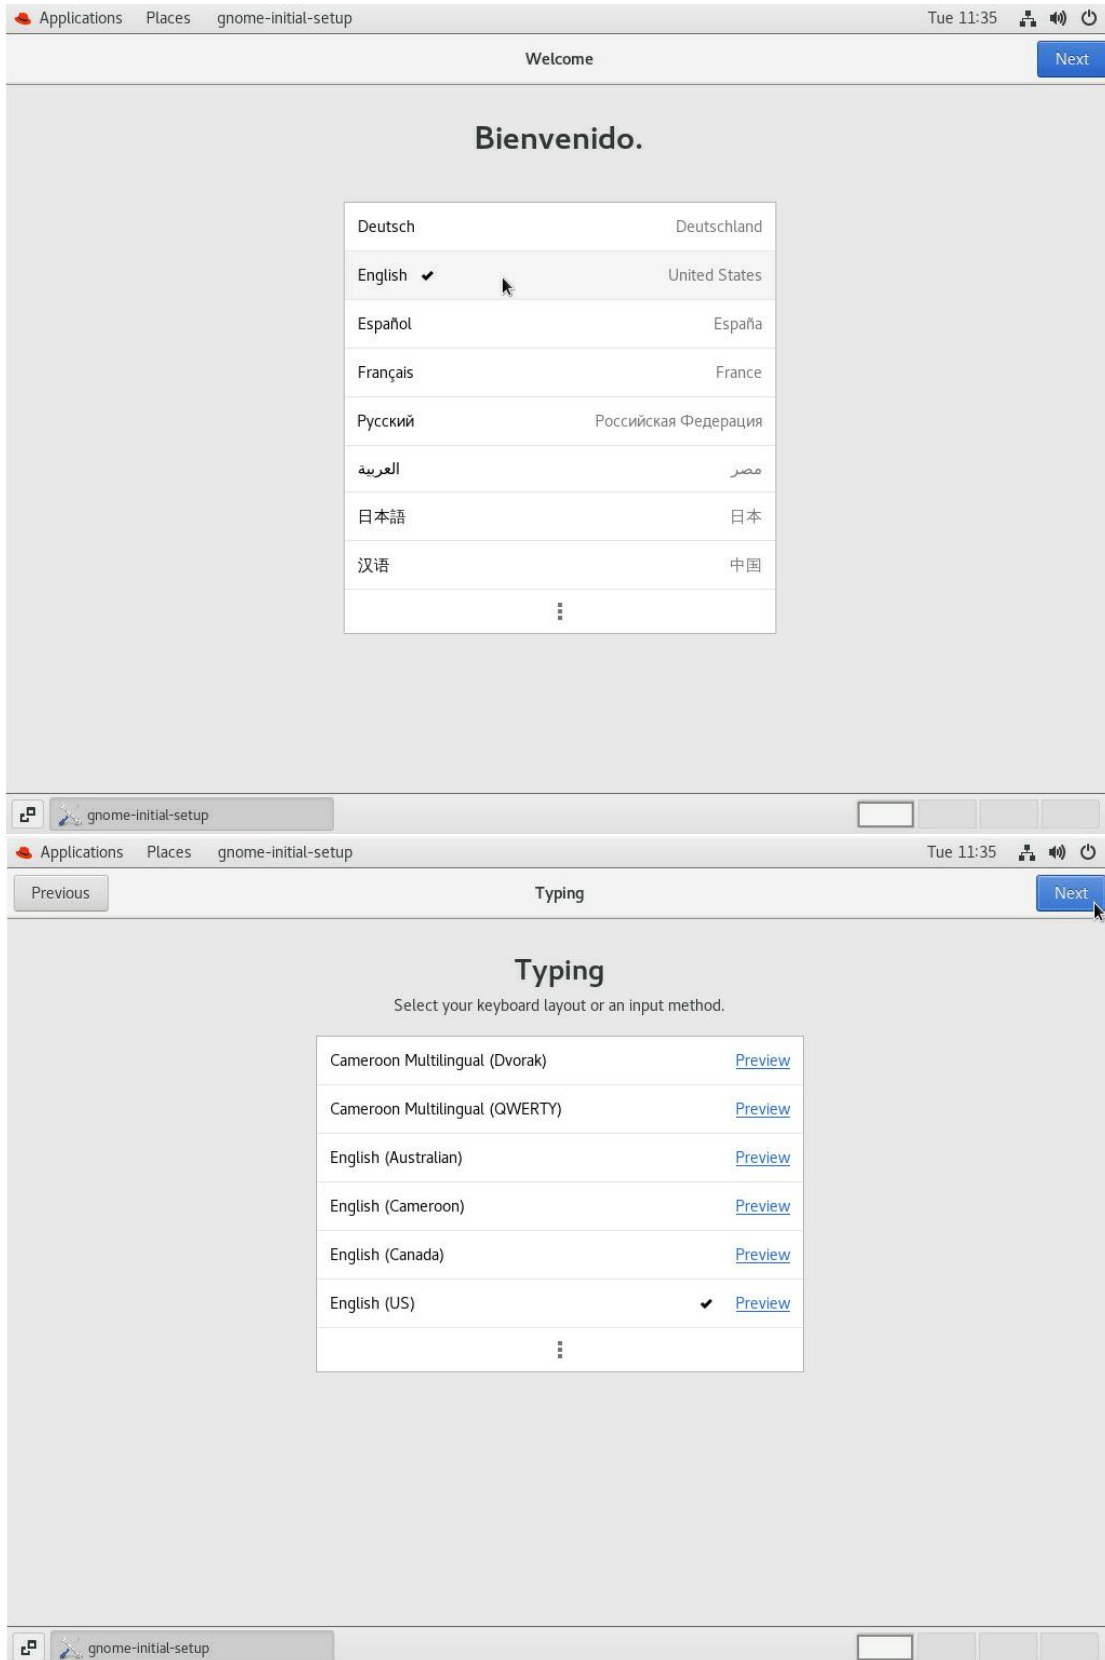 Applications Places gnome-initial-setup Tue 11:35
Welcome Next
Bienvenido.
Deutsch Deutschland
English United States
Español España
Français France
Русский Российская Федерация
العربية مصر
日本語 日本
汉语 中国
gnome-initial-setup
Applications Places gnome-initial-setup Tue 11:35
Previous Typing Next
Typing
Select your keyboard layout or an input method.
Cameroon Multilingual (Dvorak) Preview
Cameroon Multilingual (QWERTY) Preview
English (Australian) Preview
English (Cameroon) Preview
English (Canada) Preview
English (US) Preview
gnome-initial-setup